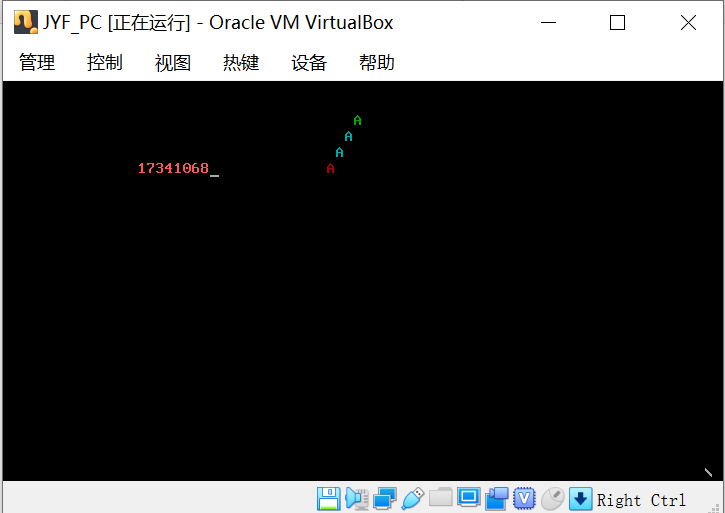 JYF_PC [正在运行] - Oracle VM VirtualBox
管理 控制 视图 热键 设备 帮助
A
A
A
17341068_ A
\
V Right Ctrl